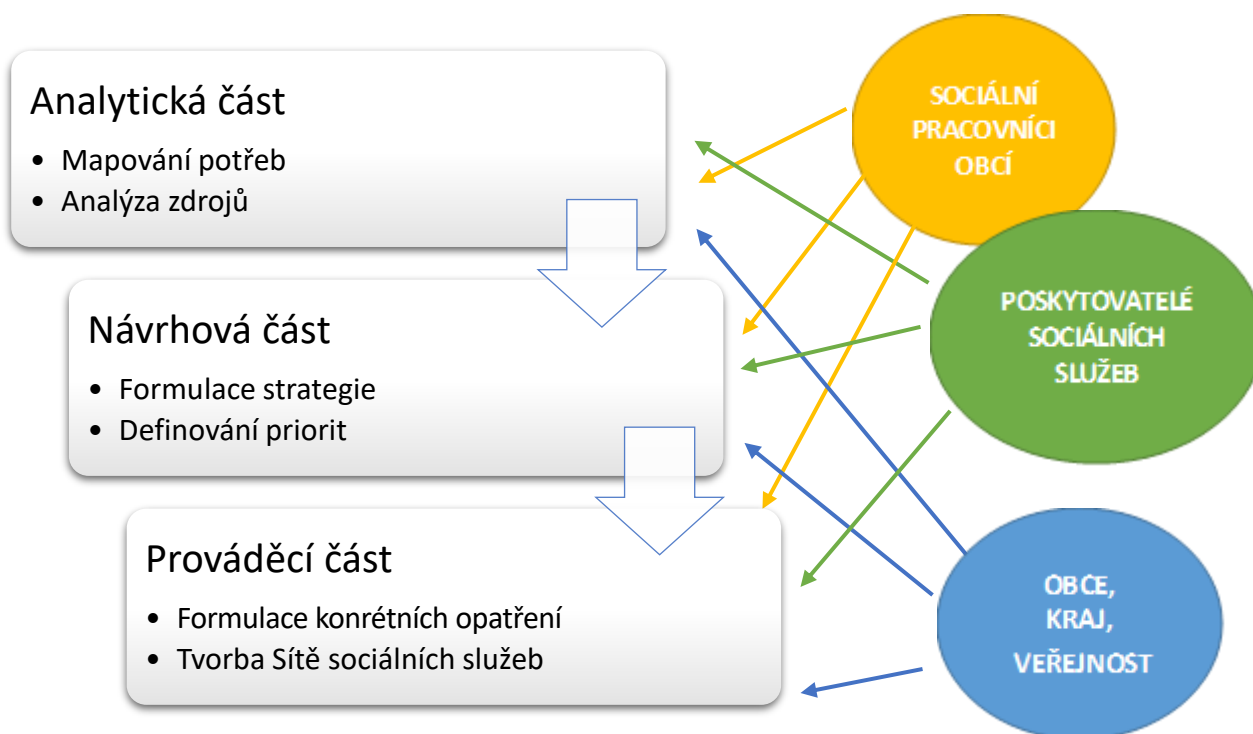 Analytická část
• Mapování potřeb
• Analýza zdrojů
Návrhová část
• Formulace strategie
• Definování priorit
Prováděcí část
• Formulace konrétních opatření
• Tvorba Sítě sociálních služeb
SOCIÁLNÍ
PRACOVNÍCI
OBCÍ
POSKYTOVATELÉ
SOCIÁLNÍCH
SLUŽEB
OBCE,
KRAJ,
VEŘEJNOST